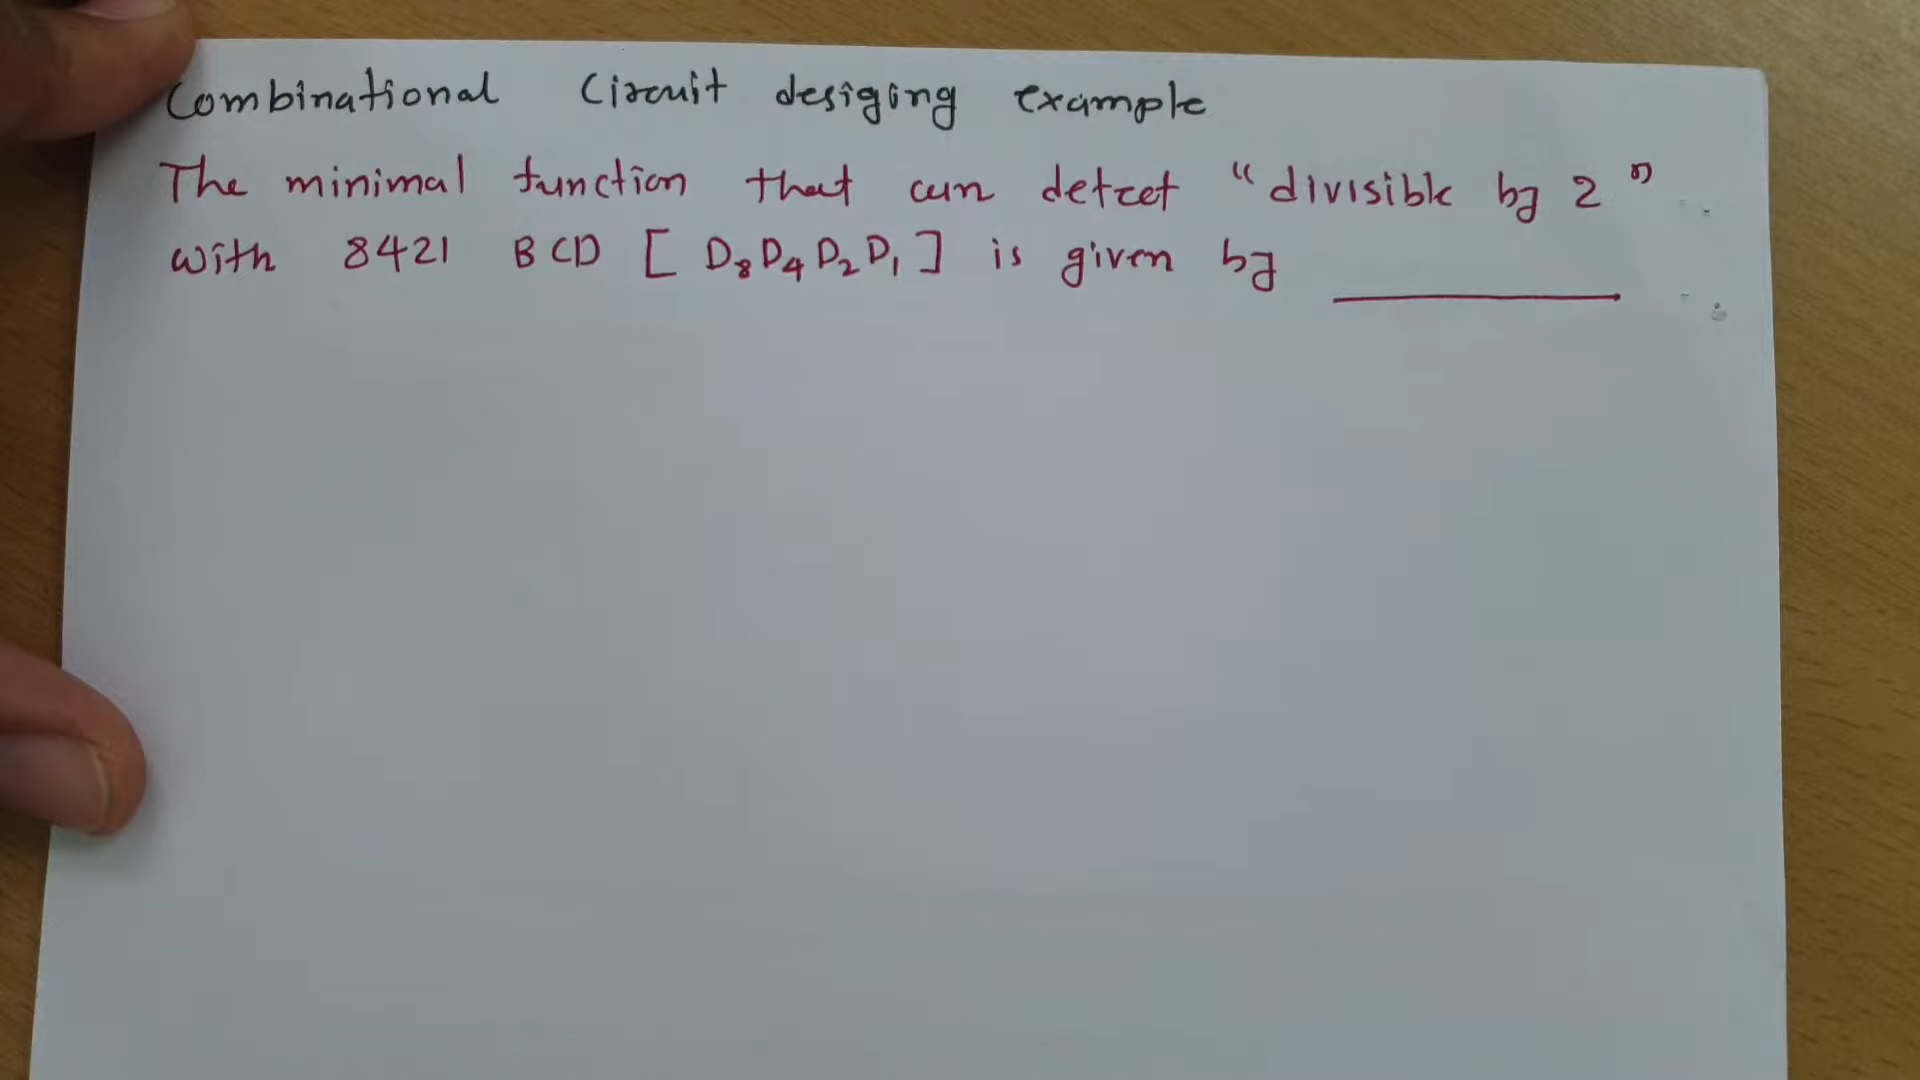 Combinational Circuit desiging example
The minimal function that can detect "divisible by 2"
with 8421 BCD [ D₈D₄D₂D₁ ] is given by ________